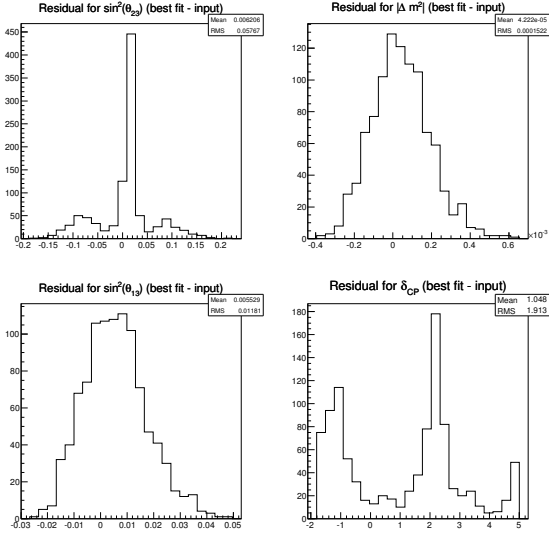 Residual for sin²(θ₂₃) (best fit - input)
Mean 0.006206
RMS 0.05767
450
400
350
300
250
200
150
100
50
0
-0.2 -0.15 -0.1 -0.05 0 0.05 0.1 0.15 0.2
Residual for |Δ m²| (best fit - input)
Mean 4.222e-05
RMS 0.0001522
120
100
80
60
40
20
0
-0.4 -0.2 0 0.2 0.4 0.6
×10⁻³
Residual for sin²(θ₁₃) (best fit - input)
Mean 0.005529
RMS 0.01181
100
80
60
40
20
0
-0.03 -0.02 -0.01 0 0.01 0.02 0.03 0.04 0.05
Residual for δCP (best fit - input)
Mean 1.048
RMS 1.913
180
160
140
120
100
80
60
40
20
0
-2 -1 0 1 2 3 4 5